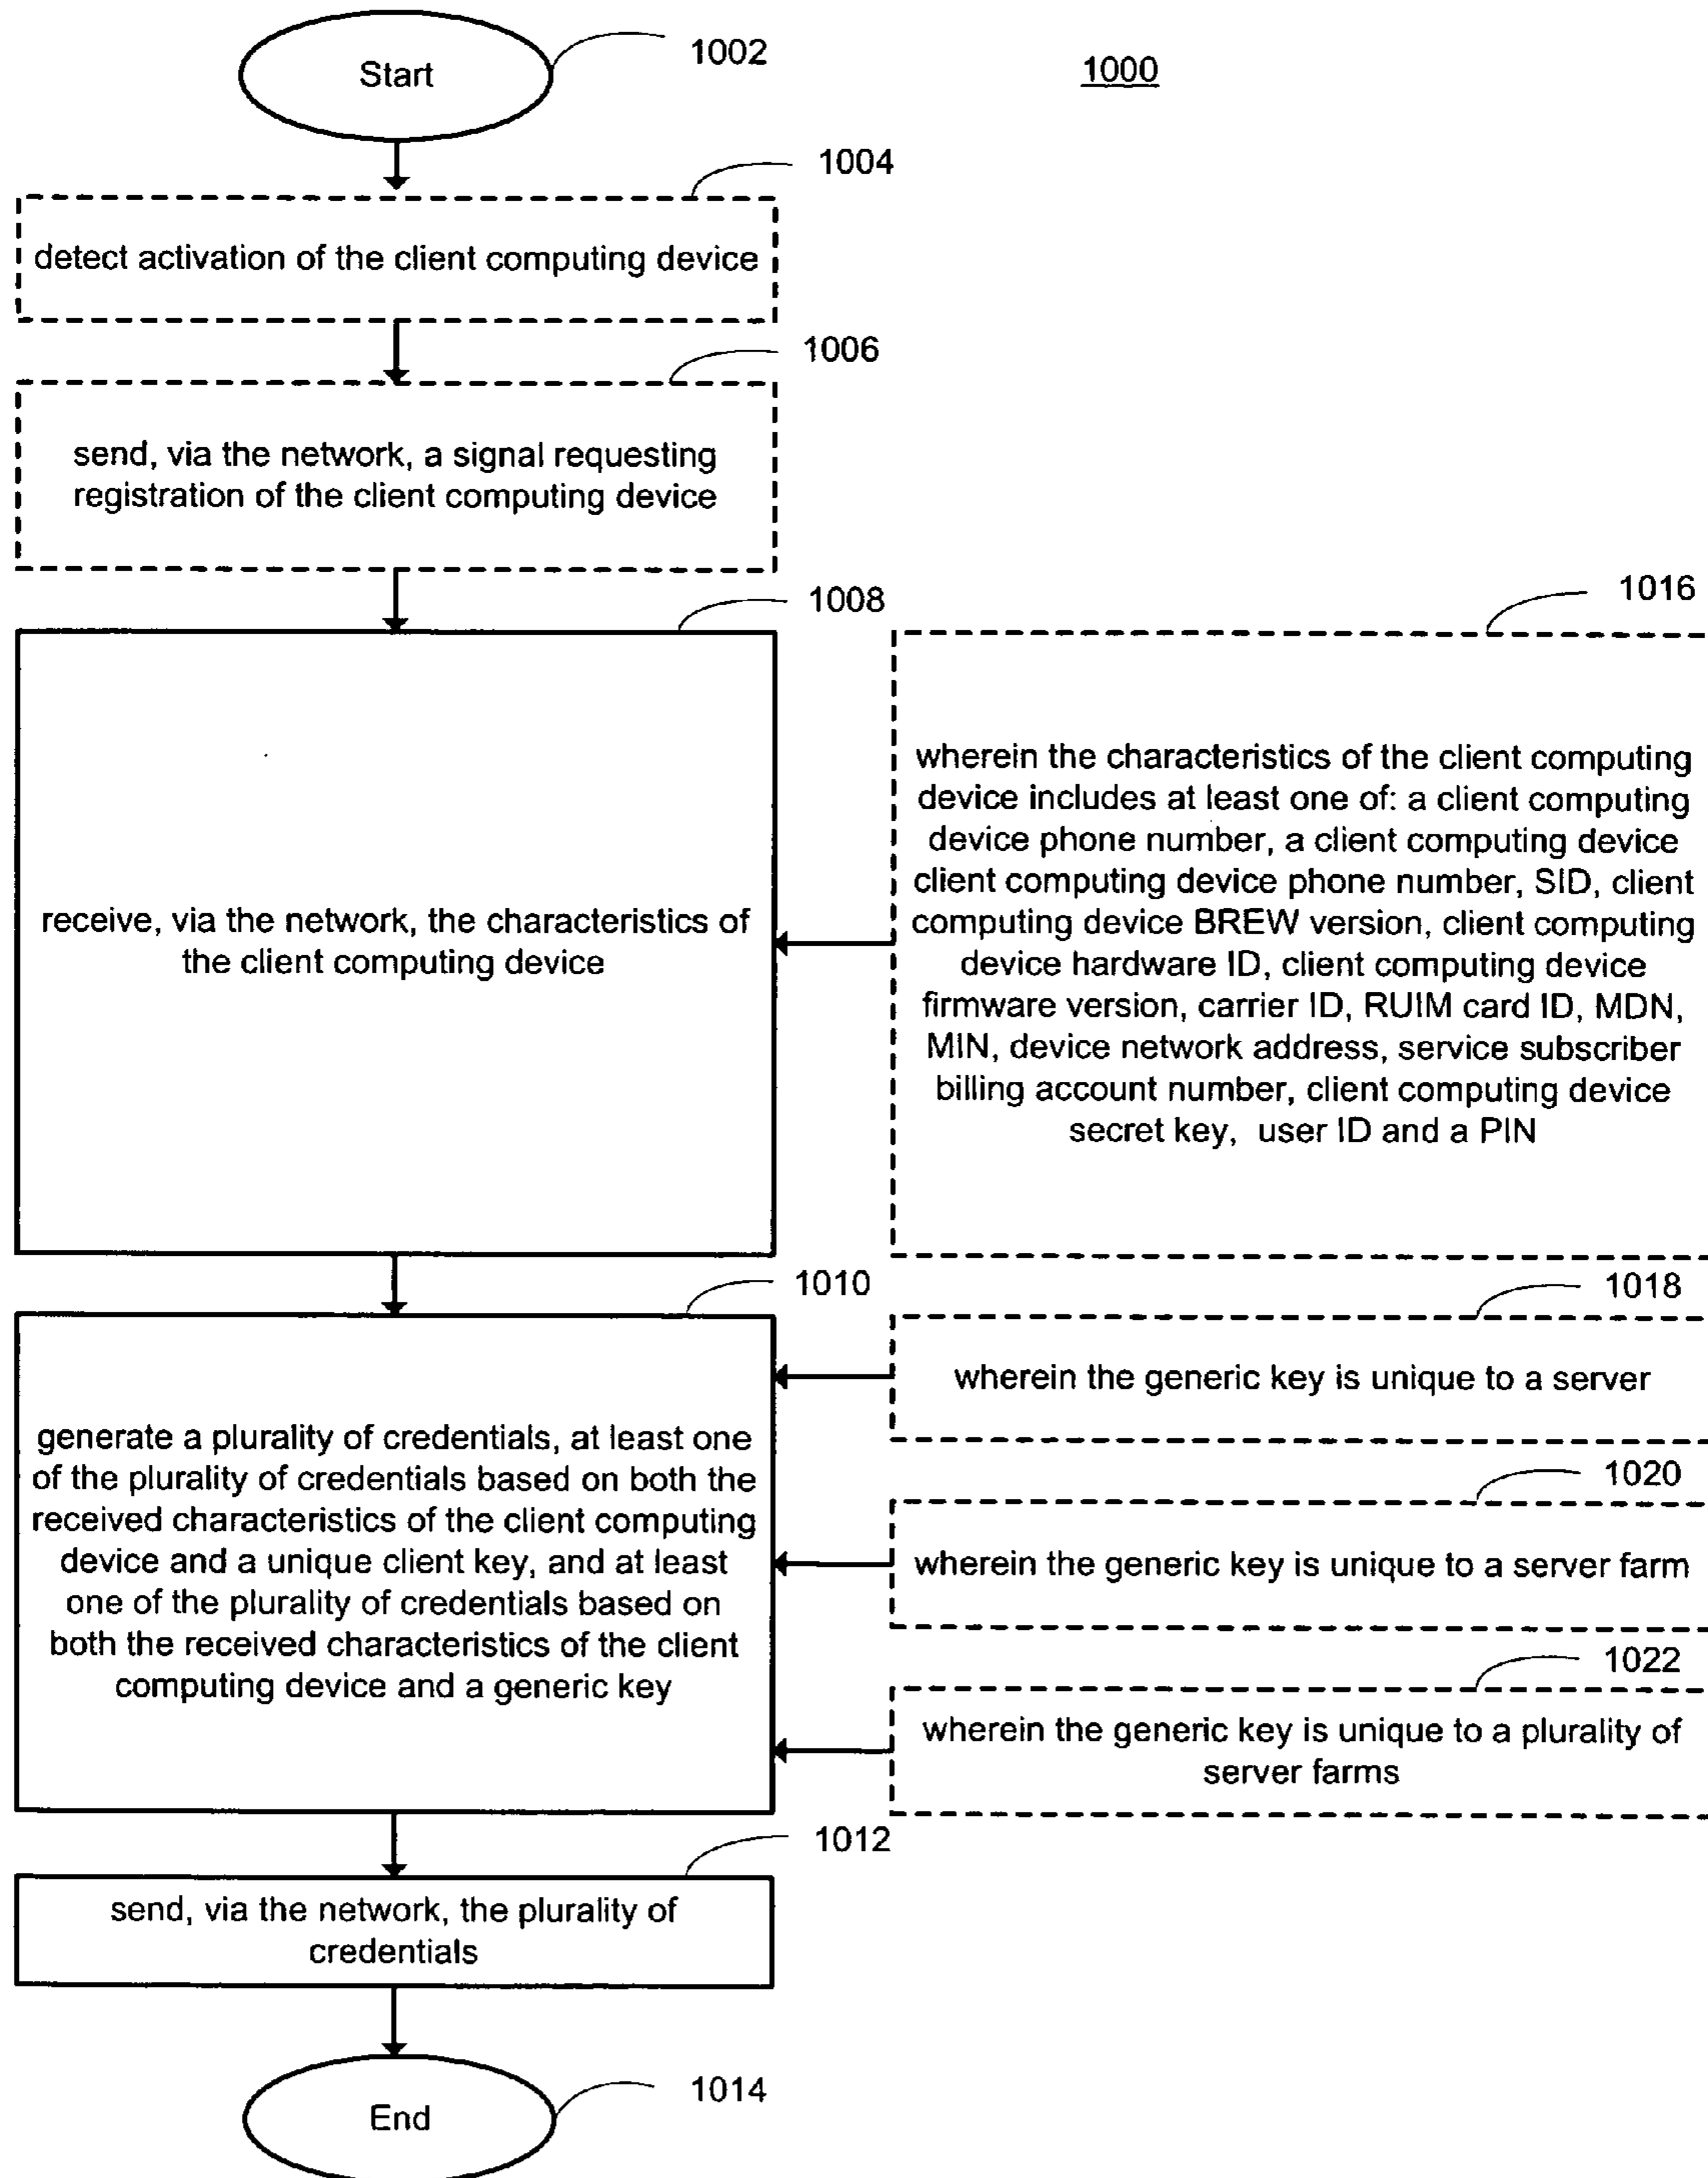 Start
1002
1000
1004
detect activation of the client computing device
1006
send, via the network, a signal requesting
registration of the client computing device
1008
receive, via the network, the characteristics of
the client computing device
1016
wherein the characteristics of the client computing
device includes at least one of: a client computing
device phone number, a client computing device
client computing device phone number, SID, client
computing device BREW version, client computing
device hardware ID, client computing device
firmware version, carrier ID, RUIM card ID, MDN,
MIN, device network address, service subscriber
billing account number, client computing device
secret key, user ID and a PIN
1010
generate a plurality of credentials, at least one
of the plurality of credentials based on both the
received characteristics of the client computing
device and a unique client key, and at least
one of the plurality of credentials based on
both the received characteristics of the client
computing device and a generic key
1018
wherein the generic key is unique to a server
1020
wherein the generic key is unique to a server farm
1022
wherein the generic key is unique to a plurality of
server farms
1012
send, via the network, the plurality of
credentials
End
1014